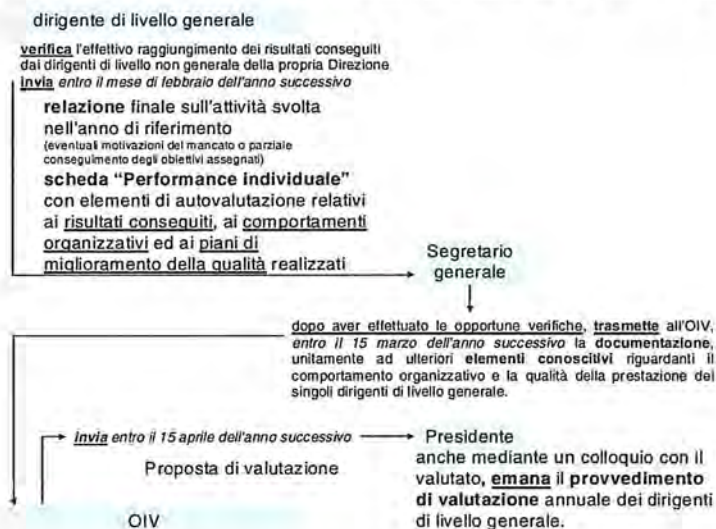 dirigente di livello generale
verifica l'effettivo raggiungimento dei risultati conseguiti
dai dirigenti di livello non generale della propria Direzione
invia entro il mese di febbraio dell'anno successivo
relazione finale sull'attività svolta
nell'anno di riferimento
(eventuali motivazioni del mancato o parziale
conseguimento degli obiettivi assegnati)
scheda "Performance individuale"
con elementi di autovalutazione relativi
ai risultati conseguiti, ai comportamenti
organizzativi ed ai piani di
miglioramento della qualità realizzati
Segretario
generale
dopo aver effettuato le opportune verifiche, trasmette all'OIV,
entro il 15 marzo dell'anno successivo la documentazione,
unitamente ad ulteriori elementi conoscitivi riguardanti il
comportamento organizzativo e la qualità della prestazione dei
singoli dirigenti di livello generale.
invia entro il 15 aprile dell'anno successivo
Proposta di valutazione
OIV
Presidente
anche mediante un colloquio con il
valutato, emana il provvedimento
di valutazione annuale dei dirigenti
di livello generale.